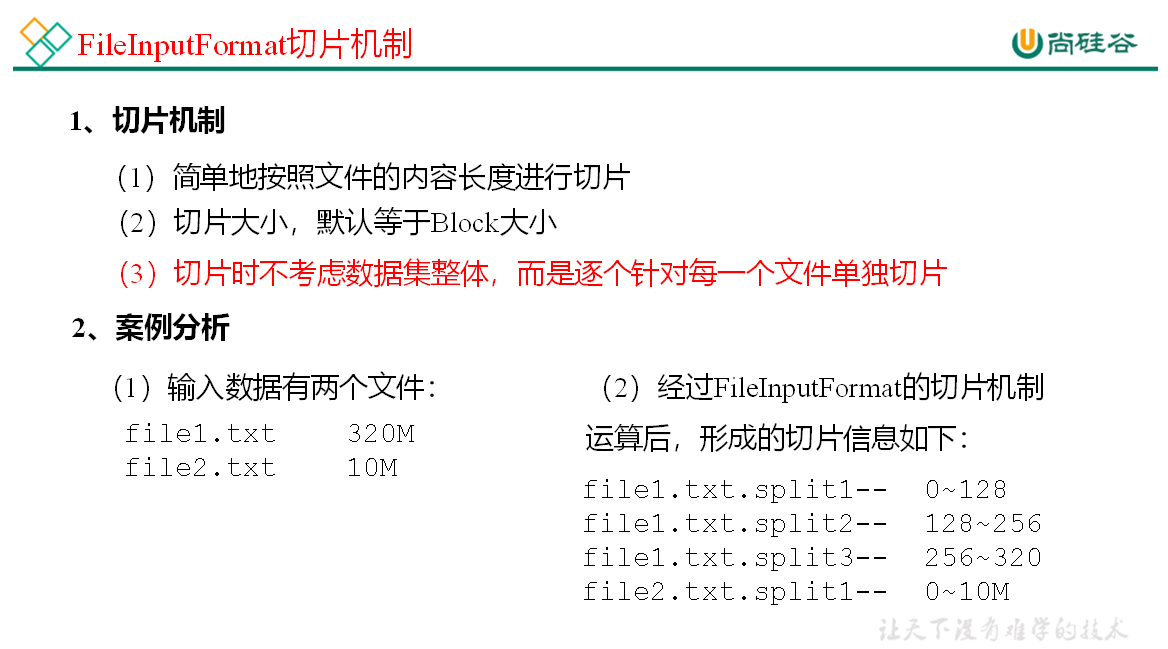 FileInputFormat切片机制
尚硅谷
1、切片机制
（1）简单地按照文件的内容长度进行切片
（2）切片大小，默认等于Block大小
（3）切片时不考虑数据集整体，而是逐个针对每一个文件单独切片
2、案例分析
（1）输入数据有两个文件：
file1.txt 320M
file2.txt 10M
（2）经过FileInputFormat的切片机制
运算后，形成的切片信息如下：
file1.txt.split1-- 0~128
file1.txt.split2-- 128~256
file1.txt.split3-- 256~320
file2.txt.split1-- 0~10M
让天下没有难学的技术